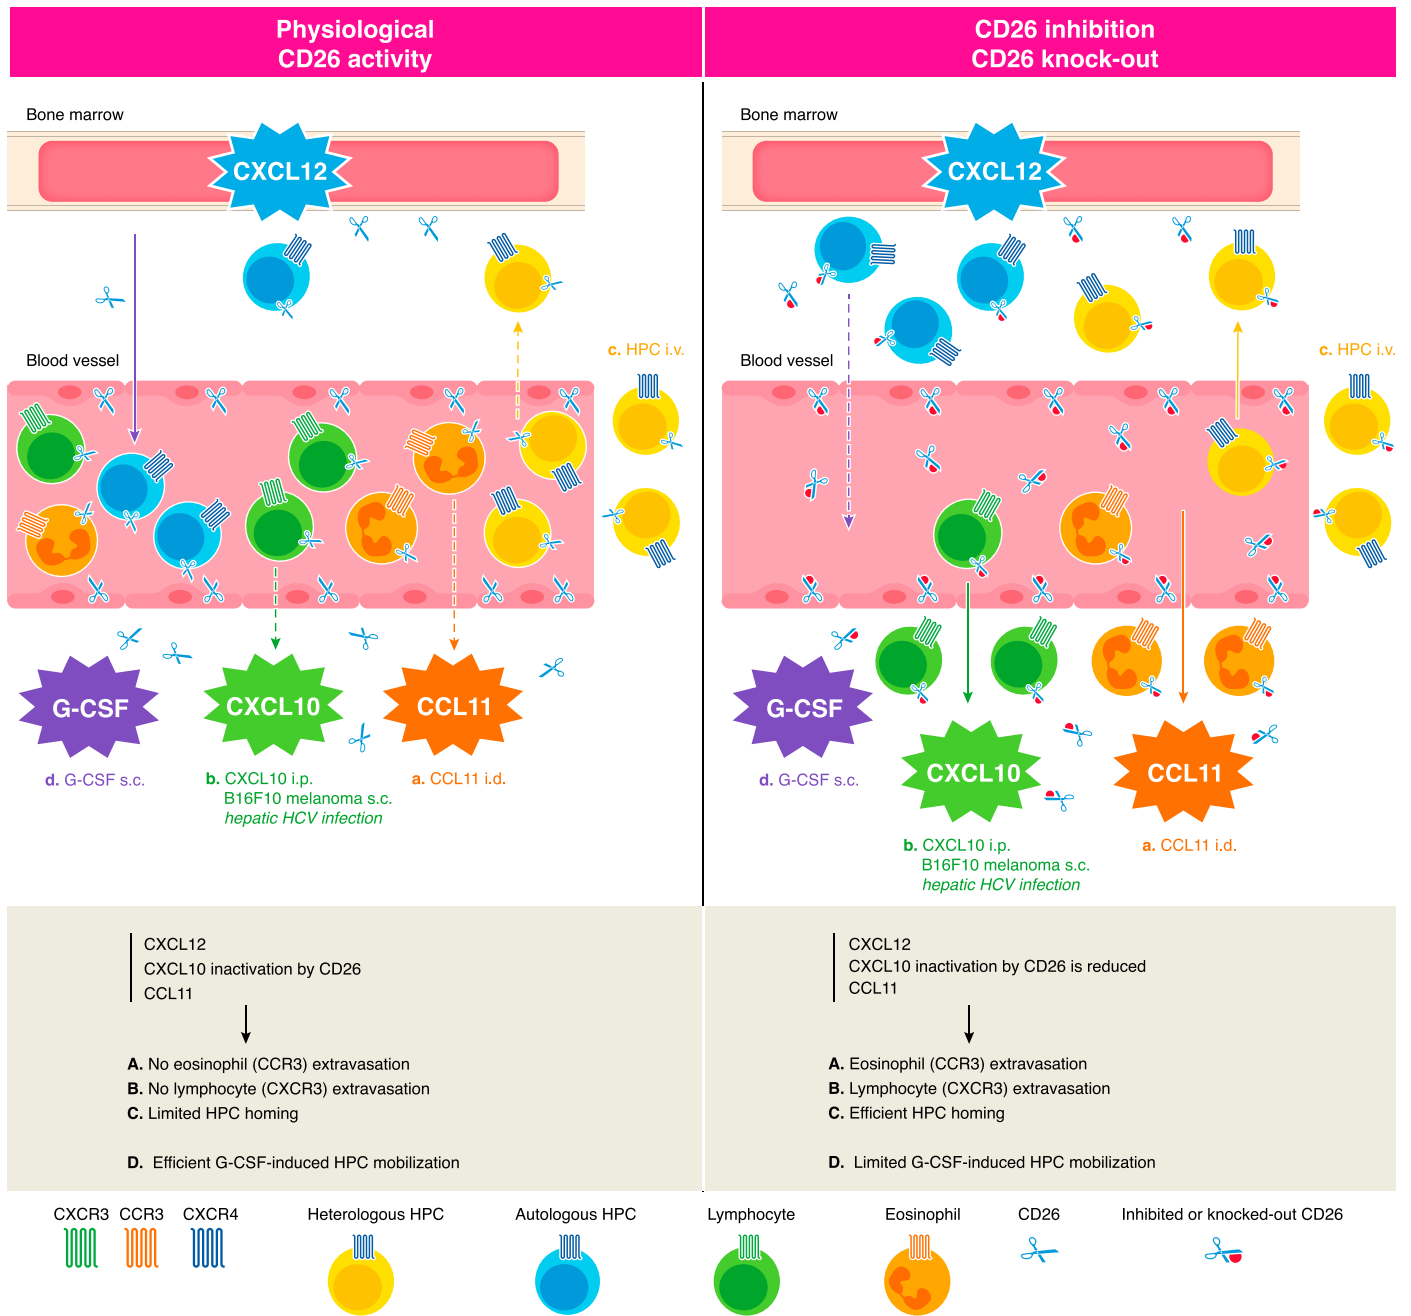 Physiological
CD26 activity
CD26 inhibition
CD26 knock-out
Bone marrow
CXCL12
Blood vessel
c. HPC i.v.
G-CSF
CXCL10
CCL11
d. G-CSF s.c.
b. CXCL10 i.p.
B16F10 melanoma s.c.
hepatic HCV infection
a. CCL11 i.d.
Bone marrow
CXCL12
Blood vessel
c. HPC i.v.
G-CSF
d. G-CSF s.c.
CXCL10
CCL11
b. CXCL10 i.p.
B16F10 melanoma s.c.
hepatic HCV infection
a. CCL11 i.d.
CXCL12
CXCL10 inactivation by CD26
CCL11
A. No eosinophil (CCR3) extravasation
B. No lymphocyte (CXCR3) extravasation
C. Limited HPC homing
D. Efficient G-CSF-induced HPC mobilization
CXCL12
CXCL10 inactivation by CD26 is reduced
CCL11
A. Eosinophil (CCR3) extravasation
B. Lymphocyte (CXCR3) extravasation
C. Efficient HPC homing
D. Limited G-CSF-induced HPC mobilization
CXCR3 CCR3 CXCR4
Heterologous HPC
Autologous HPC
Lymphocyte
Eosinophil
CD26
Inhibited or knocked-out CD26